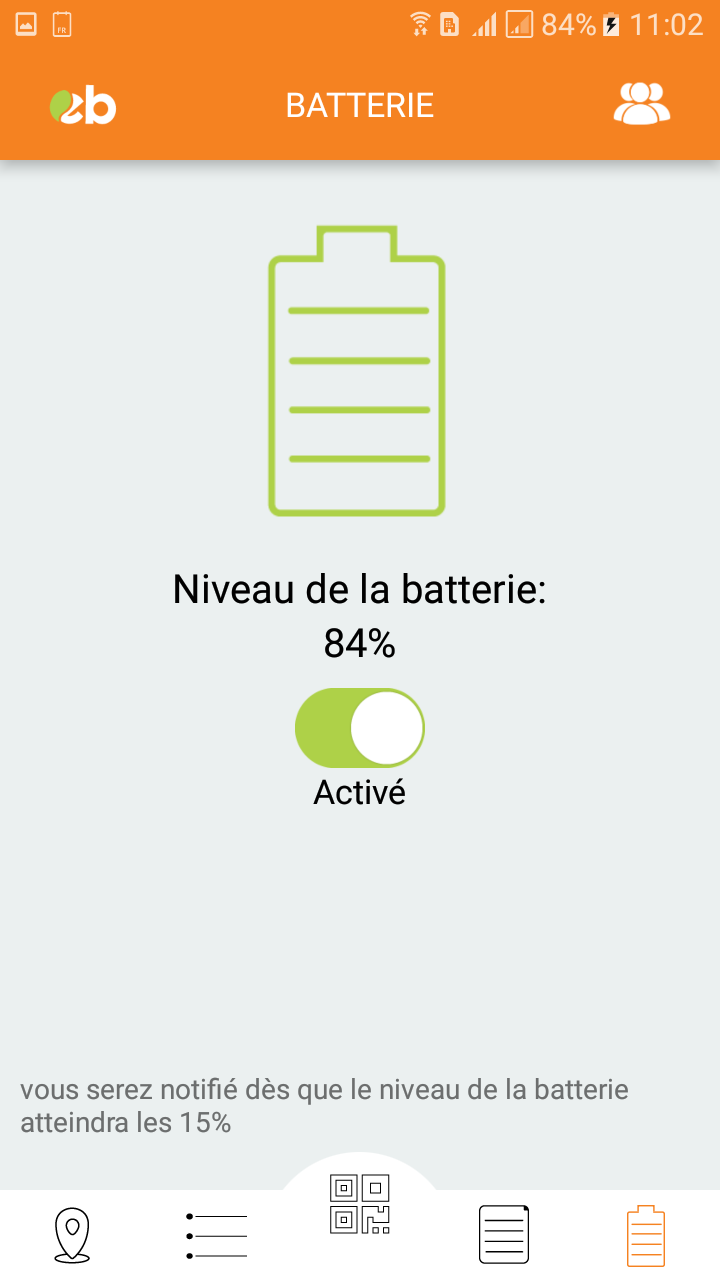 FR
84%
11:02
eb
BATTERIE
Niveau de la batterie:
84%
Activé
vous serez notifié dès que le niveau de la batterie
atteindra les 15%